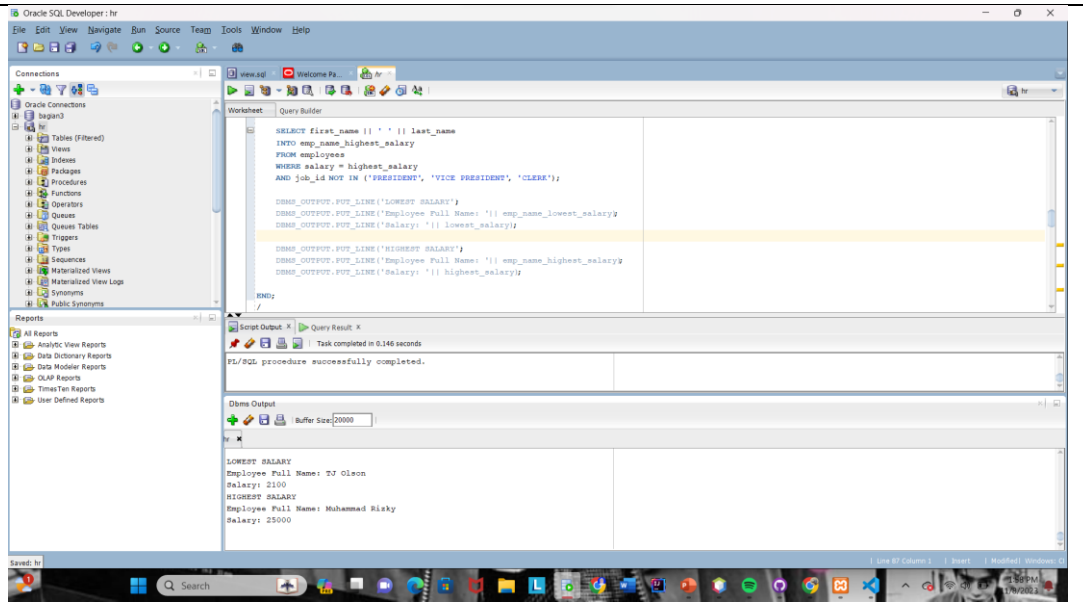 Oracle SQL Developer : hr
File Edit View Navigate Run Source Team Tools Window Help
Connections
Oracle Connections
bagian3
hr
Tables (Filtered)
Views
Indexes
Packages
Procedures
Functions
Operators
Queues
Queues Tables
Triggers
Types
Sequences
Materialized Views
Materialized View Logs
Synonyms
Public Synonyms
Reports
All Reports
Analytic View Reports
Data Dictionary Reports
Data Modeler Reports
OLAP Reports
TimesTen Reports
User Defined Reports
view.sql Welcome Pa... hr
hr
Worksheet Query Builder
SELECT first_name || ' ' || last_name
INTO emp_name_highest_salary
FROM employees
WHERE salary = highest_salary
AND job_id NOT IN ('PRESIDENT', 'VICE PRESIDENT', 'CLERK');
DBMS_OUTPUT.PUT_LINE('LOWEST SALARY');
DBMS_OUTPUT.PUT_LINE('Employee Full Name: '|| emp_name_lowest_salary);
DBMS_OUTPUT.PUT_LINE('Salary: '|| lowest_salary);
DBMS_OUTPUT.PUT_LINE('HIGHEST SALARY');
DBMS_OUTPUT.PUT_LINE('Employee Full Name: '|| emp_name_highest_salary);
DBMS_OUTPUT.PUT_LINE('Salary: '|| highest_salary);
END;
/
Script Output Query Result
Task completed in 0.146 seconds
PL/SQL procedure successfully completed.
Dbms Output
Buffer Size: 20000
hr
LOWEST SALARY
Employee Full Name: TJ Olson
Salary: 2100
HIGHEST SALARY
Employee Full Name: Muhammad Rizky
Salary: 25000
Saved: hr
Line 87 Column 1 Insert Modified Windows: C
Search
1:58 PM